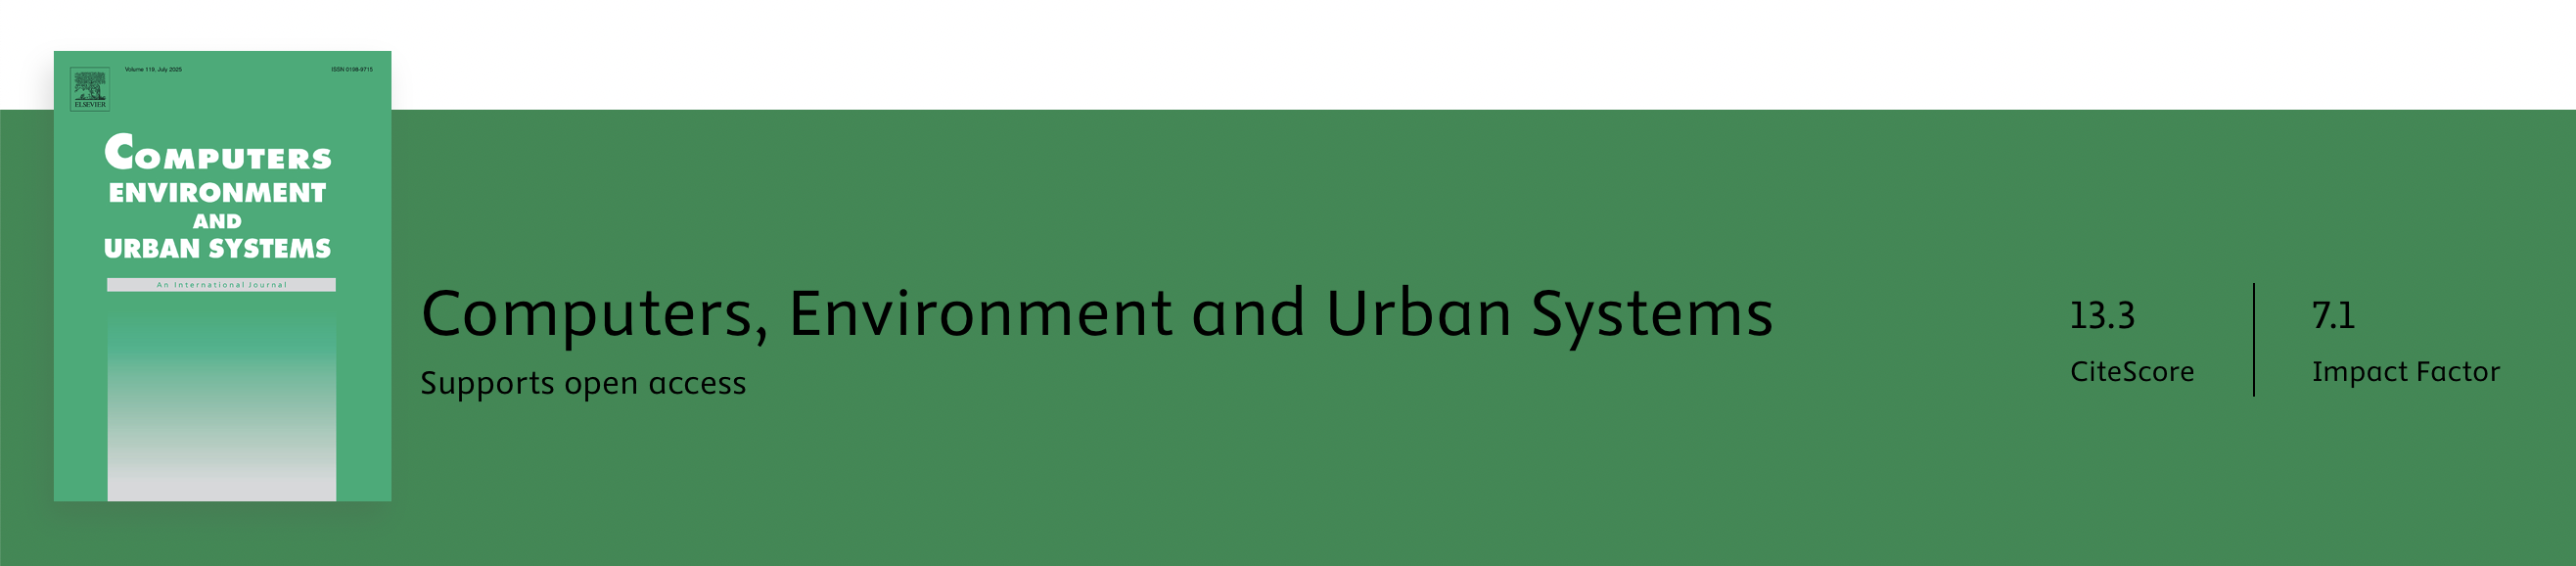 Volume 119, July 2025
ISSN 0198-9715
ELSEVIER
COMPUTERS
ENVIRONMENT
AND
URBAN SYSTEMS
An International Journal
Computers, Environment and Urban Systems
Supports open access
13.3
CiteScore
7.1
Impact Factor